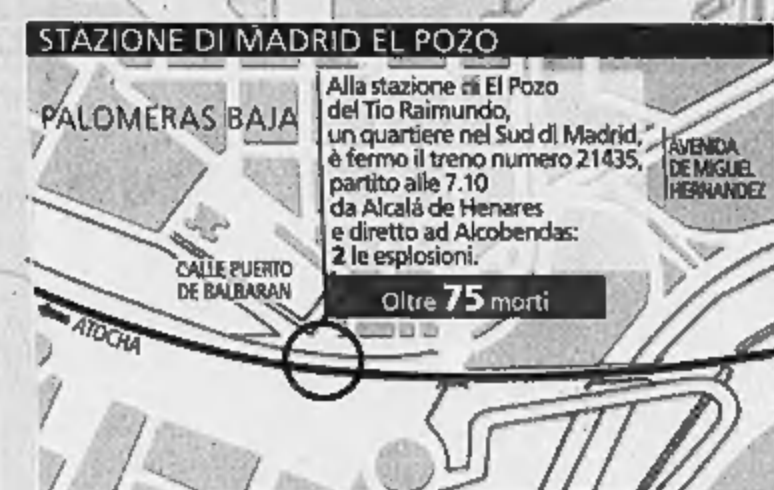 STAZIONE DI MADRID EL POZO
PALOMERAS BAJA
Alla stazione di El Pozo
del Tio Raimundo,
un quartiere nel Sud di Madrid,
è fermo il treno numero 21435,
partito alle 7.10
da Alcalá de Henares
e diretto ad Alcobendas:
2 le esplosioni.
Oltre 75 morti
AVENIDA
DE MIGUEL
HERNANDEZ
CALLE PUERTO
DE BALBARAN
ATOCHA